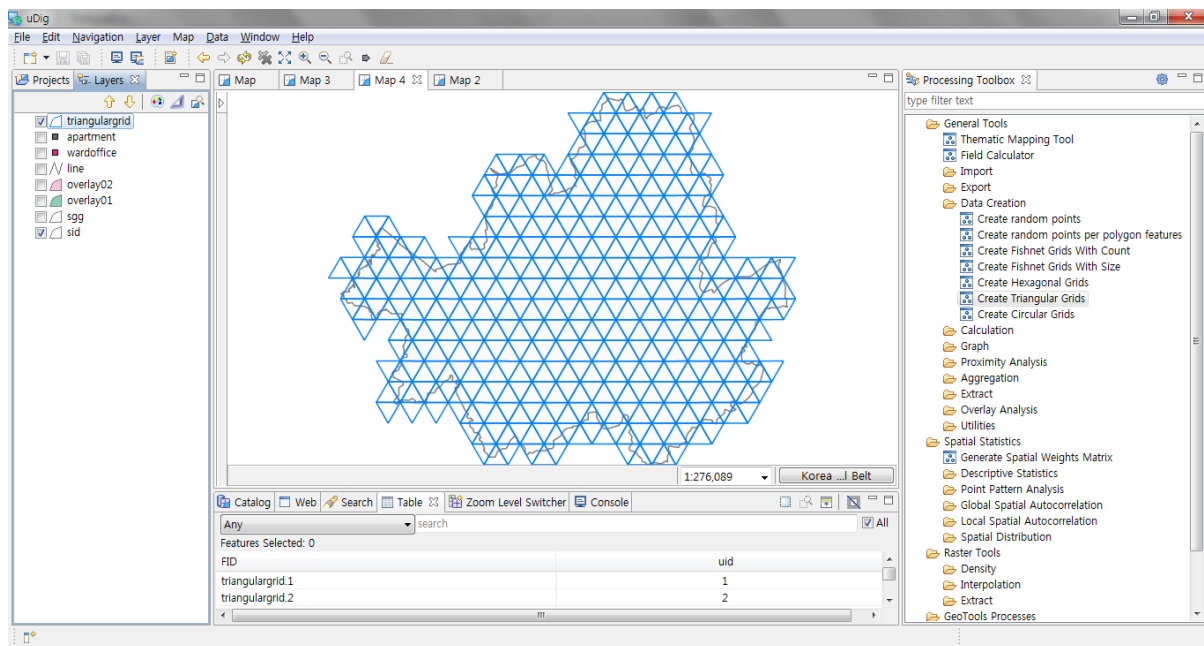 uDig
File Edit Navigation Layer Map Data Window Help
Projects Layers
triangulargrid
apartment
wardoffice
line
overlay02
overlay01
sgg
sid
Map Map 3 Map 4 Map 2
1:276,089 Korea ...l Belt
Catalog Web Search Table Zoom Level Switcher Console
Any search All
Features Selected: 0
FID uid
triangulargrid.1 1
triangulargrid.2 2
Processing Toolbox
type filter text
General Tools
Thematic Mapping Tool
Field Calculator
Import
Export
Data Creation
Create random points
Create random points per polygon features
Create Fishnet Grids With Count
Create Fishnet Grids With Size
Create Hexagonal Grids
Create Triangular Grids
Create Circular Grids
Calculation
Graph
Proximity Analysis
Aggregation
Extract
Overlay Analysis
Utilities
Spatial Statistics
Generate Spatial Weights Matrix
Descriptive Statistics
Point Pattern Analysis
Global Spatial Autocorrelation
Local Spatial Autocorrelation
Spatial Distribution
Raster Tools
Density
Interpolation
Extract
GeoTools Processes